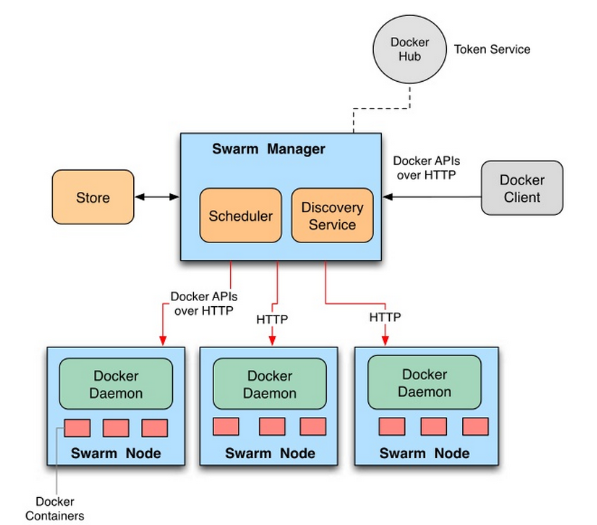 Docker
Hub
Token Service
Swarm Manager
Docker APIs
over HTTP
Store
Scheduler
Discovery
Service
Docker
Client
Docker APIs
over HTTP
HTTP
HTTP
Docker
Daemon
Docker
Daemon
Docker
Daemon
Swarm Node
Swarm Node
Swarm Node
Docker
Containers